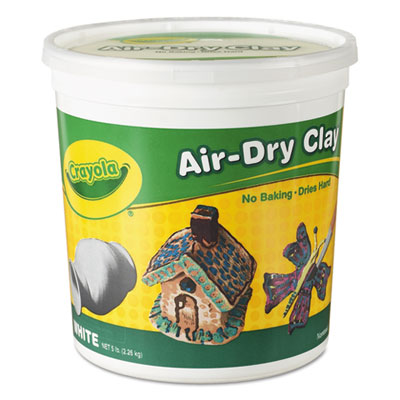 Crayola
®
Air-Dry Clay
No Baking • Dries Hard
WHITE
NET 5 lb. (2.26 kg)